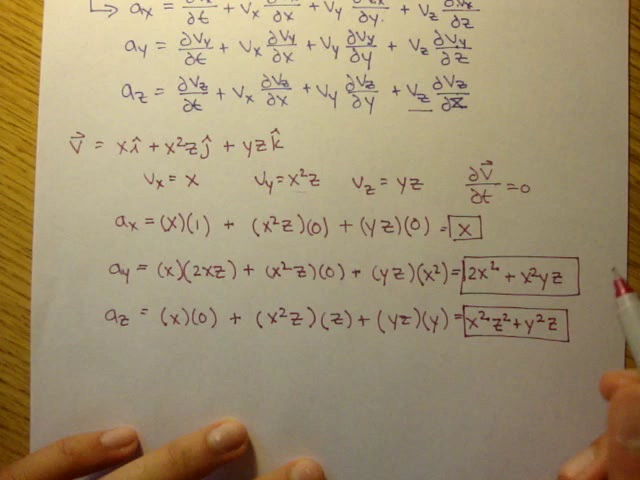 ↳ aₓ = ∂Vₓ/∂t + Vₓ ∂Vₓ/∂x + Vᵧ ∂Vₓ/∂y + V_z ∂Vₓ/∂z
aᵧ = ∂Vᵧ/∂t + Vₓ ∂Vᵧ/∂x + Vᵧ ∂Vᵧ/∂y + V_z ∂Vᵧ/∂z
a_z = ∂V_z/∂t + Vₓ ∂V_z/∂x + Vᵧ ∂V_z/∂y + V_z ∂V_z/∂z
V⃗ = xî + x²zĵ + yzk̂
Vₓ = x Vᵧ = x²z V_z = yz ∂V⃗/∂t = 0
aₓ = (x)(1) + (x²z)(0) + (yz)(0) = x
aᵧ = (x)(2xz) + (x²z)(0) + (yz)(x²) = 2x² + x²yz
a_z = (x)(0) + (x²z)(z) + (yz)(y) = x²z² + y²z